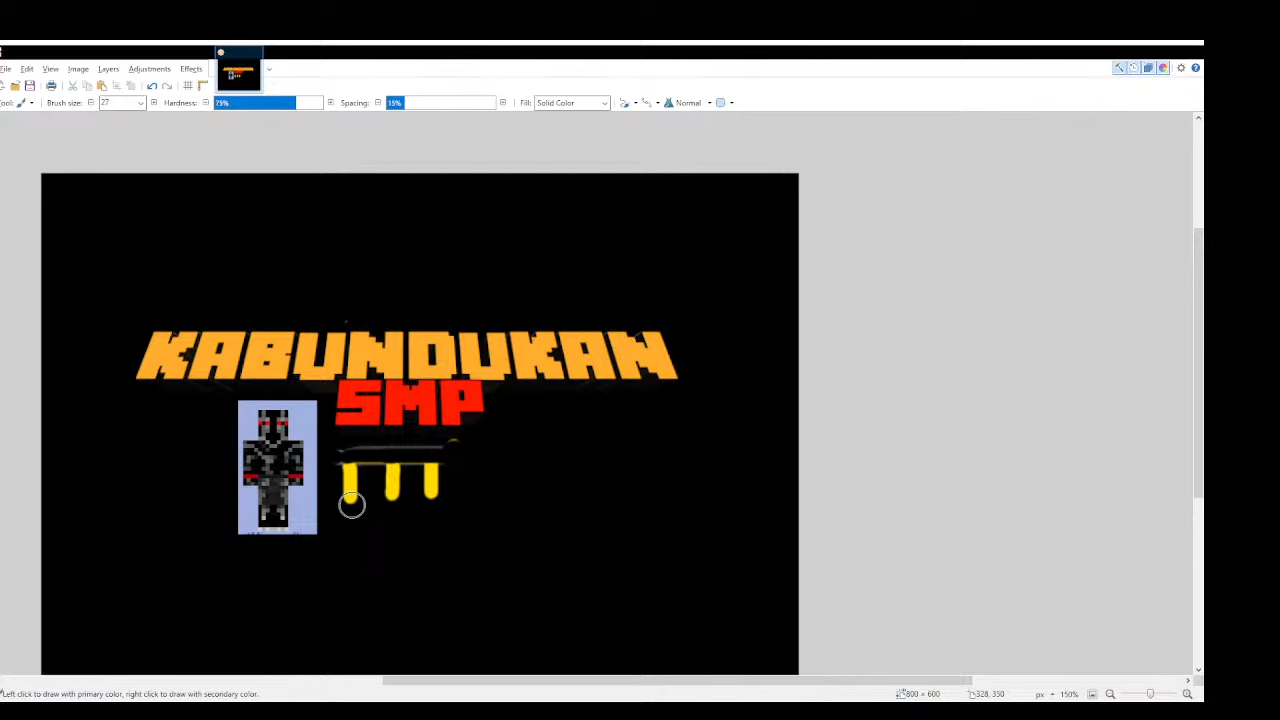 File Edit View Image Layers Adjustments Effects
Tool: Brush size: 27 Hardness: 75% Spacing: 15% Fill: Solid Color Normal
KABUNDUKAN
SMP
Left click to draw with primary color, right click to draw with secondary color. 800 × 600 328, 350 px 150%